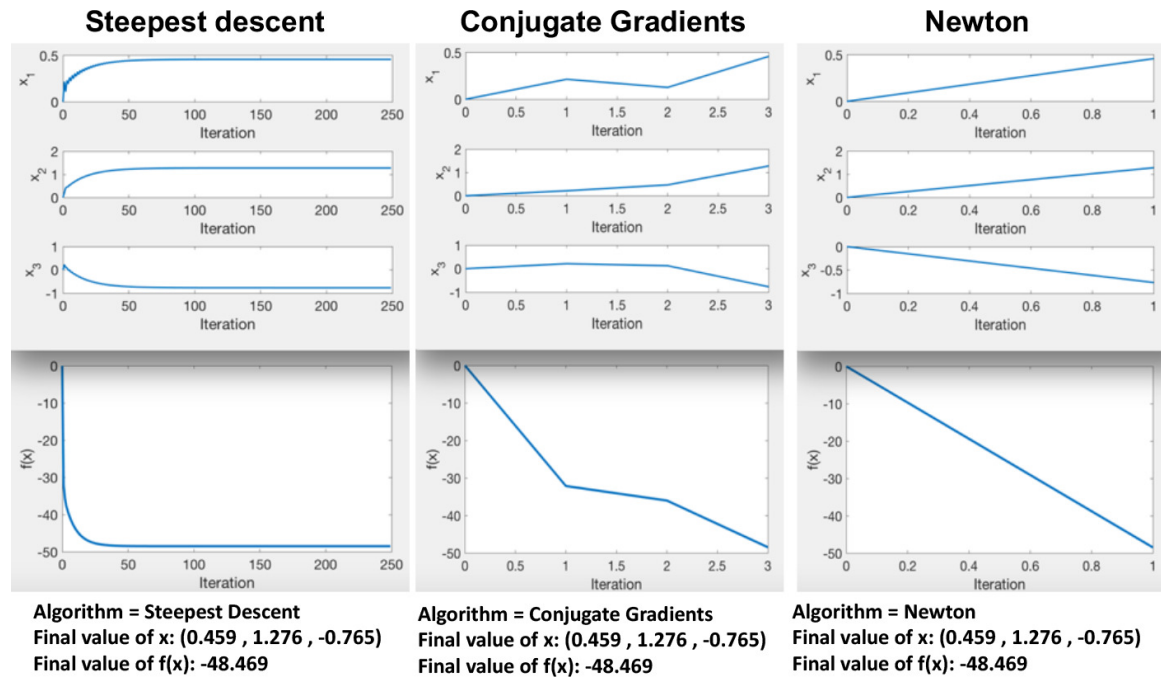 Steepest descent
Conjugate Gradients
Newton
0.5
0
x1
0 50 100 150 200 250
Iteration
2
1
0
x2
0 50 100 150 200 250
Iteration
1
0
-1
x3
0 50 100 150 200 250
Iteration
0
-10
-20
-30
-40
-50
f(x)
0 50 100 150 200 250
Iteration
Algorithm = Steepest Descent
Final value of x: (0.459 , 1.276 , -0.765)
Final value of f(x): -48.469
0.5
0
x1
0 0.5 1 1.5 2 2.5 3
Iteration
2
1
0
x2
0 0.5 1 1.5 2 2.5 3
Iteration
1
0
-1
x3
0 0.5 1 1.5 2 2.5 3
Iteration
0
-10
-20
-30
-40
-50
f(x)
0 0.5 1 1.5 2 2.5 3
Iteration
Algorithm = Conjugate Gradients
Final value of x: (0.459 , 1.276 , -0.765)
Final value of f(x): -48.469
0.5
0
x1
0 0.2 0.4 0.6 0.8 1
Iteration
2
1
0
x2
0 0.2 0.4 0.6 0.8 1
Iteration
0
-0.5
-1
x3
0 0.2 0.4 0.6 0.8 1
Iteration
0
-10
-20
-30
-40
-50
f(x)
0 0.2 0.4 0.6 0.8 1
Iteration
Algorithm = Newton
Final value of x: (0.459 , 1.276 , -0.765)
Final value of f(x): -48.469